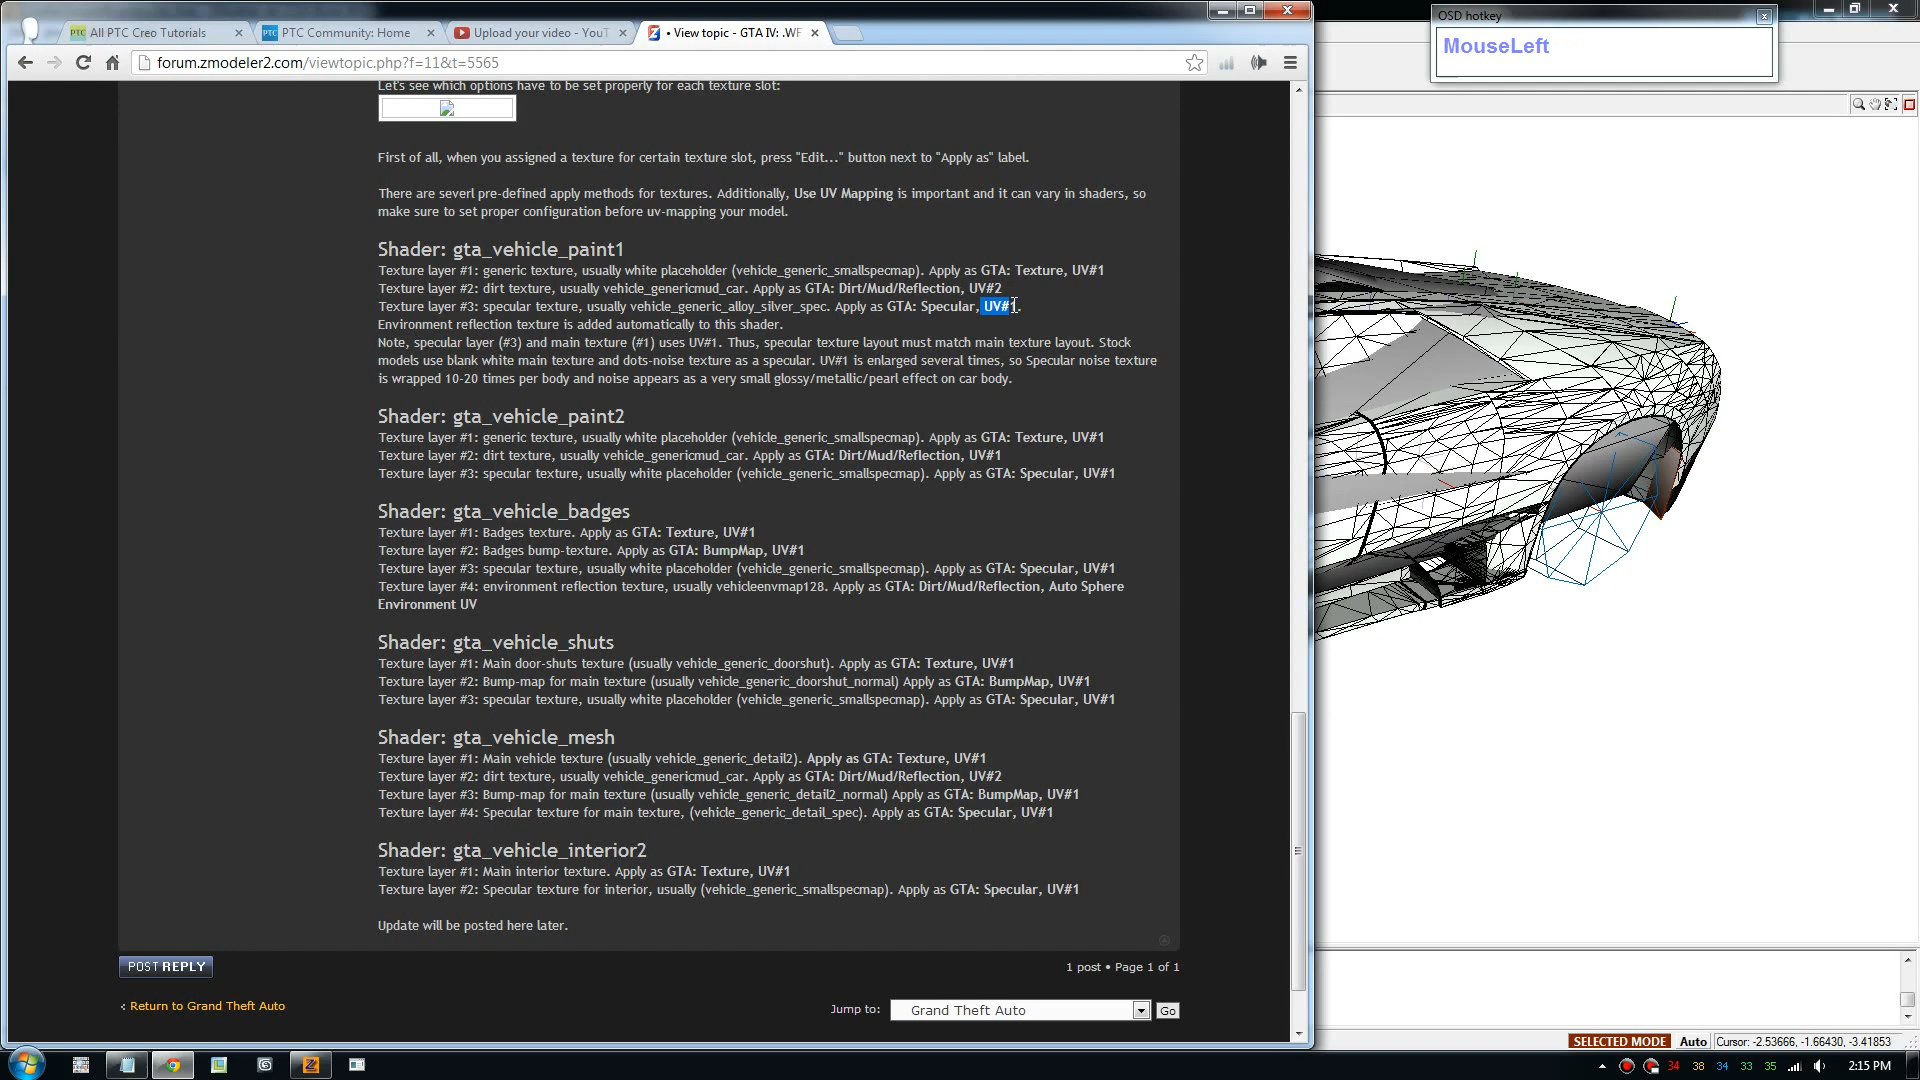 All PTC Creo Tutorials
PTC Community: Home
Upload your video - YouT
• View topic - GTA IV: .WF
forum.zmodeler2.com/viewtopic.php?f=11&t=5565
OSD hotkey
MouseLeft
Let's see which options have to be set properly for each texture slot:
First of all, when you assigned a texture for certain texture slot, press "Edit..." button next to "Apply as" label.
There are severl pre-defined apply methods for textures. Additionally, Use UV Mapping is important and it can vary in shaders, so
make sure to set proper configuration before uv-mapping your model.
Shader: gta_vehicle_paint1
Texture layer #1: generic texture, usually white placeholder (vehicle_generic_smallspecmap). Apply as GTA: Texture, UV#1
Texture layer #2: dirt texture, usually vehicle_genericmud_car. Apply as GTA: Dirt/Mud/Reflection, UV#2
Texture layer #3: specular texture, usually vehicle_generic_alloy_silver_spec. Apply as GTA: Specular, UV#1.
Environment reflection texture is added automatically to this shader.
Note, specular layer (#3) and main texture (#1) uses UV#1. Thus, specular texture layout must match main texture layout. Stock
models use blank white main texture and dots-noise texture as a specular. UV#1 is enlarged several times, so Specular noise texture
is wrapped 10-20 times per body and noise appears as a very small glossy/metallic/pearl effect on car body.
Shader: gta_vehicle_paint2
Texture layer #1: generic texture, usually white placeholder (vehicle_generic_smallspecmap). Apply as GTA: Texture, UV#1
Texture layer #2: dirt texture, usually vehicle_genericmud_car. Apply as GTA: Dirt/Mud/Reflection, UV#1
Texture layer #3: specular texture, usually white placeholder (vehicle_generic_smallspecmap). Apply as GTA: Specular, UV#1
Shader: gta_vehicle_badges
Texture layer #1: Badges texture. Apply as GTA: Texture, UV#1
Texture layer #2: Badges bump-texture. Apply as GTA: BumpMap, UV#1
Texture layer #3: specular texture, usually white placeholder (vehicle_generic_smallspecmap). Apply as GTA: Specular, UV#1
Texture layer #4: environment reflection texture, usually vehicleenvmap128. Apply as GTA: Dirt/Mud/Reflection, Auto Sphere
Environment UV
Shader: gta_vehicle_shuts
Texture layer #1: Main door-shuts texture (usually vehicle_generic_doorshut). Apply as GTA: Texture, UV#1
Texture layer #2: Bump-map for main texture (usually vehicle_generic_doorshut_normal) Apply as GTA: BumpMap, UV#1
Texture layer #3: specular texture, usually white placeholder (vehicle_generic_smallspecmap). Apply as GTA: Specular, UV#1
Shader: gta_vehicle_mesh
Texture layer #1: Main vehicle texture (usually vehicle_generic_detail2). Apply as GTA: Texture, UV#1
Texture layer #2: dirt texture, usually vehicle_genericmud_car. Apply as GTA: Dirt/Mud/Reflection, UV#2
Texture layer #3: Bump-map for main texture (usually vehicle_generic_detail2_normal) Apply as GTA: BumpMap, UV#1
Texture layer #4: Specular texture for main texture, (vehicle_generic_detail_spec). Apply as GTA: Specular, UV#1
Shader: gta_vehicle_interior2
Texture layer #1: Main interior texture. Apply as GTA: Texture, UV#1
Texture layer #2: Specular texture for interior, usually (vehicle_generic_smallspecmap). Apply as GTA: Specular, UV#1
Update will be posted here later.
POST REPLY
1 post • Page 1 of 1
Return to Grand Theft Auto
Jump to: Grand Theft Auto Go
SELECTED MODE Auto Cursor: -2.53666, -1.66430, -3.41853
34 38 34 33 35 2:15 PM